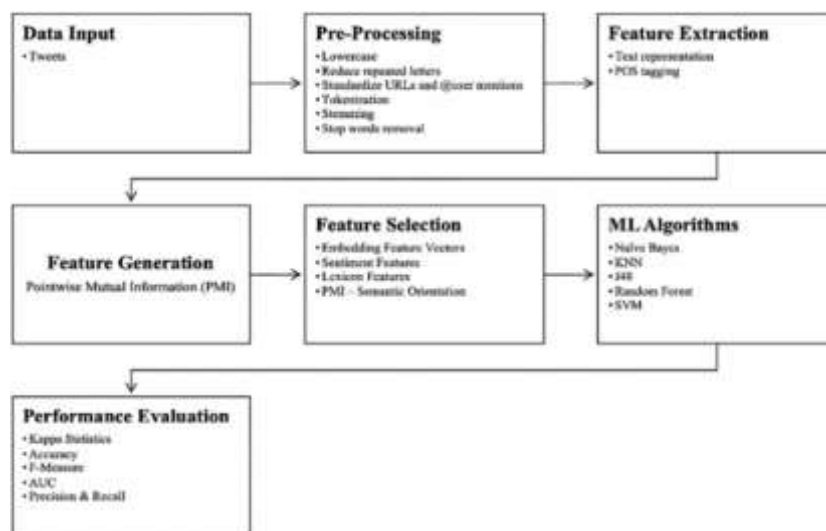 Data Input
• Tweets
Pre-Processing
• Lowercase
• Reduce repeated letters
• Standardize URLs and @user mentions
• Tokenization
• Stemming
• Stop words removal
Feature Extraction
• Text representation
• POS tagging
Feature Generation
Pointwise Mutual Information (PMI)
Feature Selection
• Embedding Feature Vectors
• Sentiment Features
• Lexicon Features
• PMI – Semantic Orientation
ML Algorithms
• Naïve Bayes
• KNN
• J48
• Random Forest
• SVM
Performance Evaluation
• Kappa Statistics
• Accuracy
• F-Measure
• AUC
• Precision & Recall